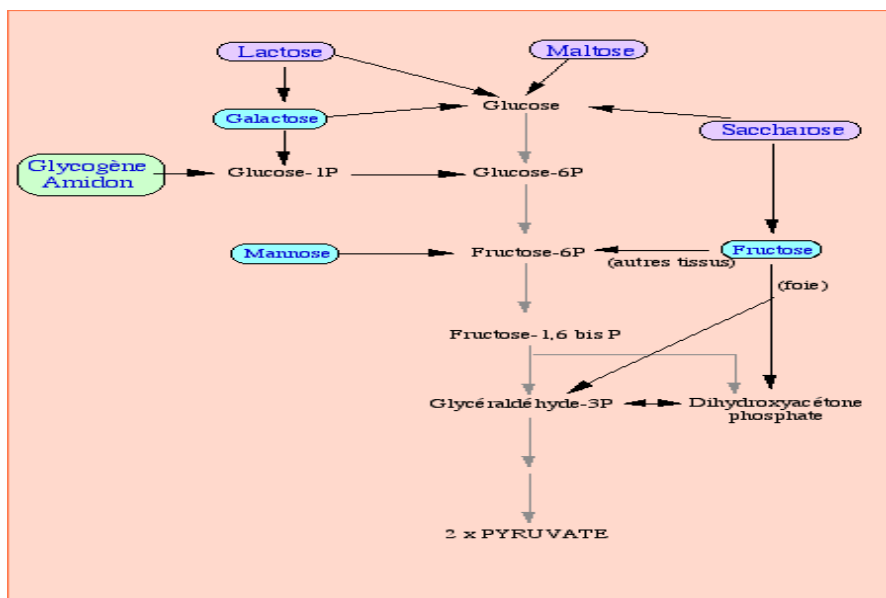 Lactose
Maltose
Glucose
Galactose
Saccharose
Glycogène
Amidon
Glucose-1P
Glucose-6P
Mannose
Fructose-6P
(autres tissus)
Fructose
(foie)
Fructose-1,6 bis P
Glycéraldéhyde-3P
Dihydroxyacétone
phosphate
2 x PYRUVATE